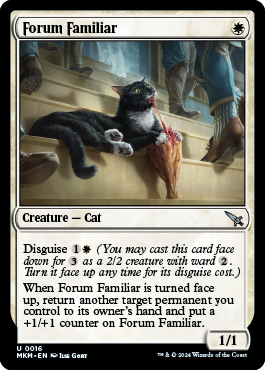 Forum Familiar
Creature — Cat
Disguise 1 (You may cast this card face
down for 3 as a 2/2 creature with ward 2.
Turn it face up any time for its disguise cost.)
When Forum Familiar is turned face
up, return another target permanent you
control to its owner's hand and put a
+1/+1 counter on Forum Familiar.
1/1
U 0016
MKM • EN Ilse Gort
™ & © 2024 Wizards of the Coast